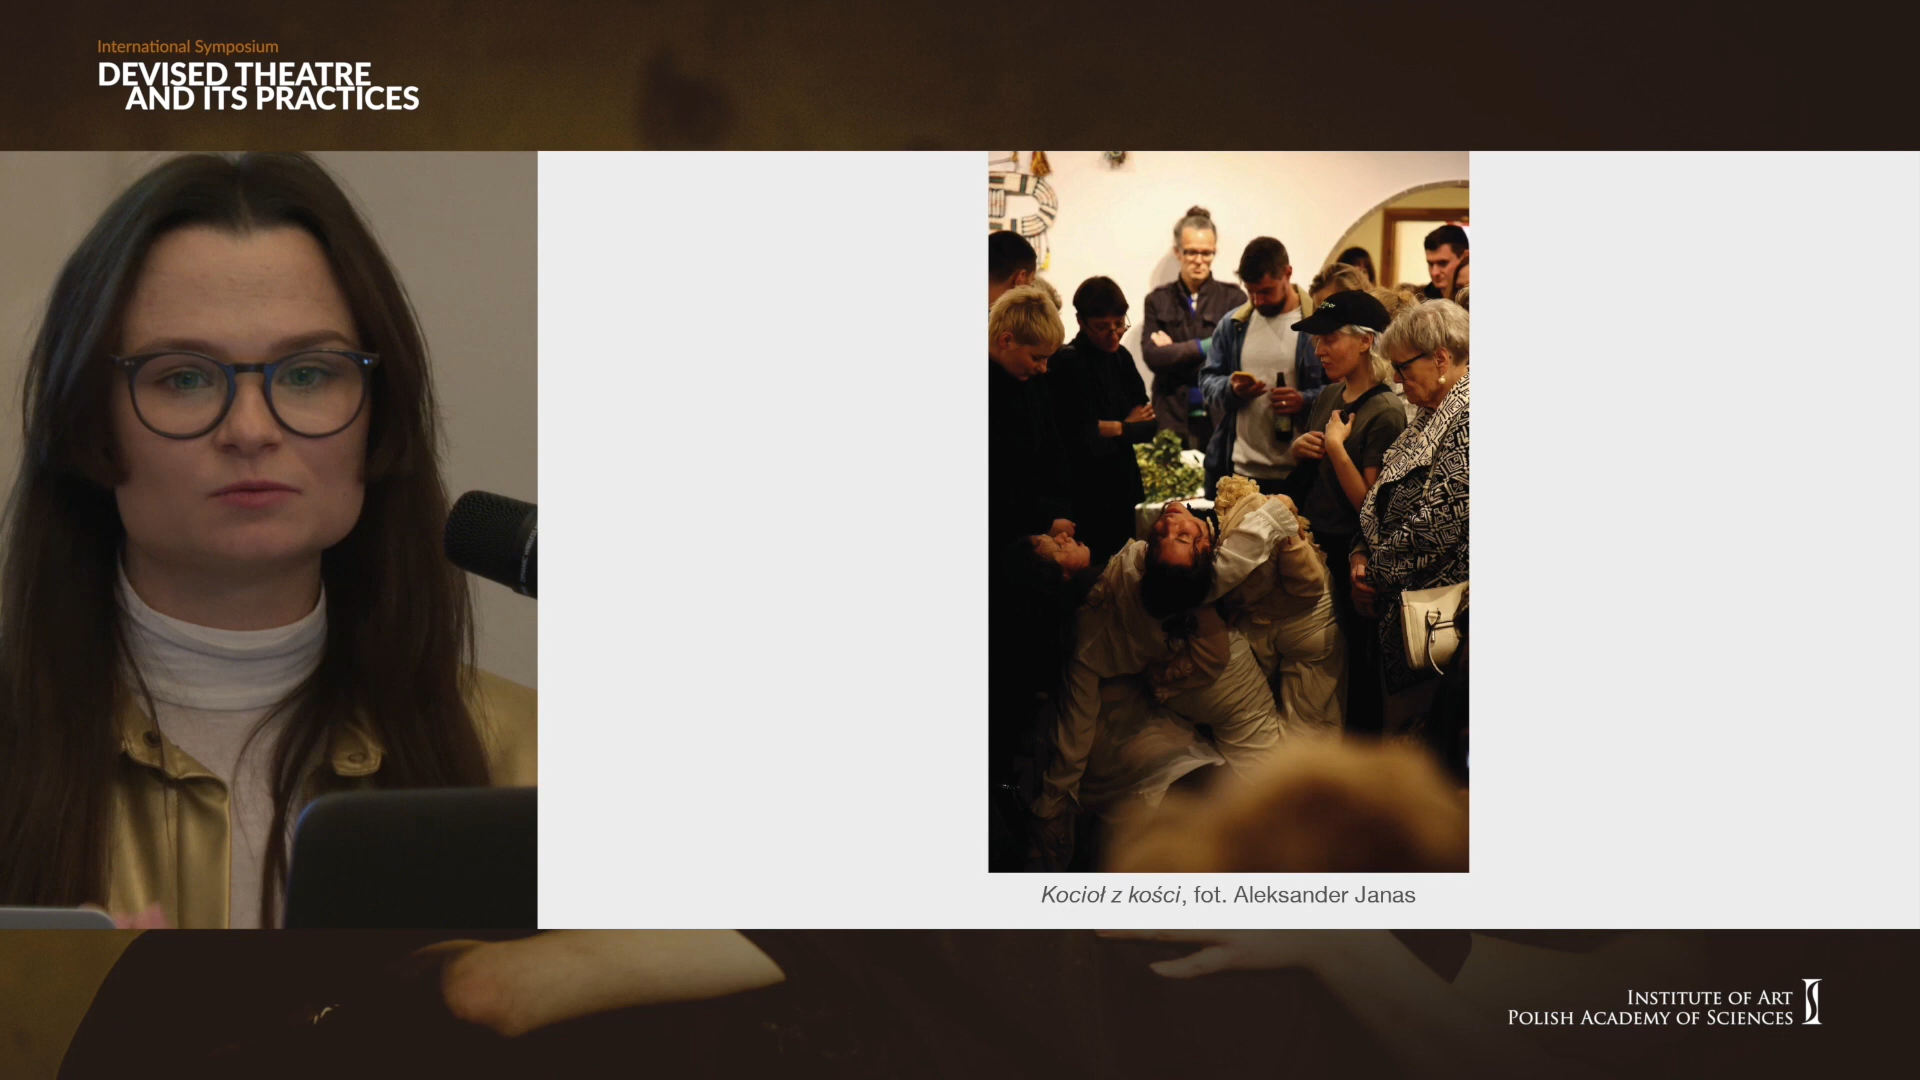 International Symposium
DEVISED THEATRE
AND ITS PRACTICES
Kocioł z kości, fot. Aleksander Janas
INSTITUTE OF ART
POLISH ACADEMY OF SCIENCES